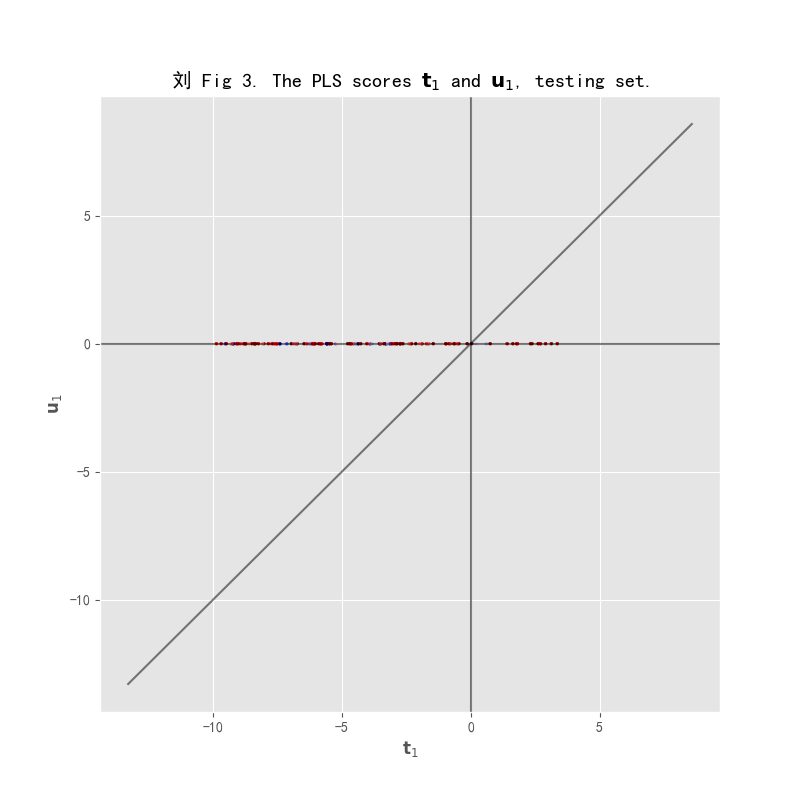 刘 Fig 3. The PLS scores t₁ and u₁, testing set.
5
0
−5
−10
u₁
−10 −5 0 5
t₁